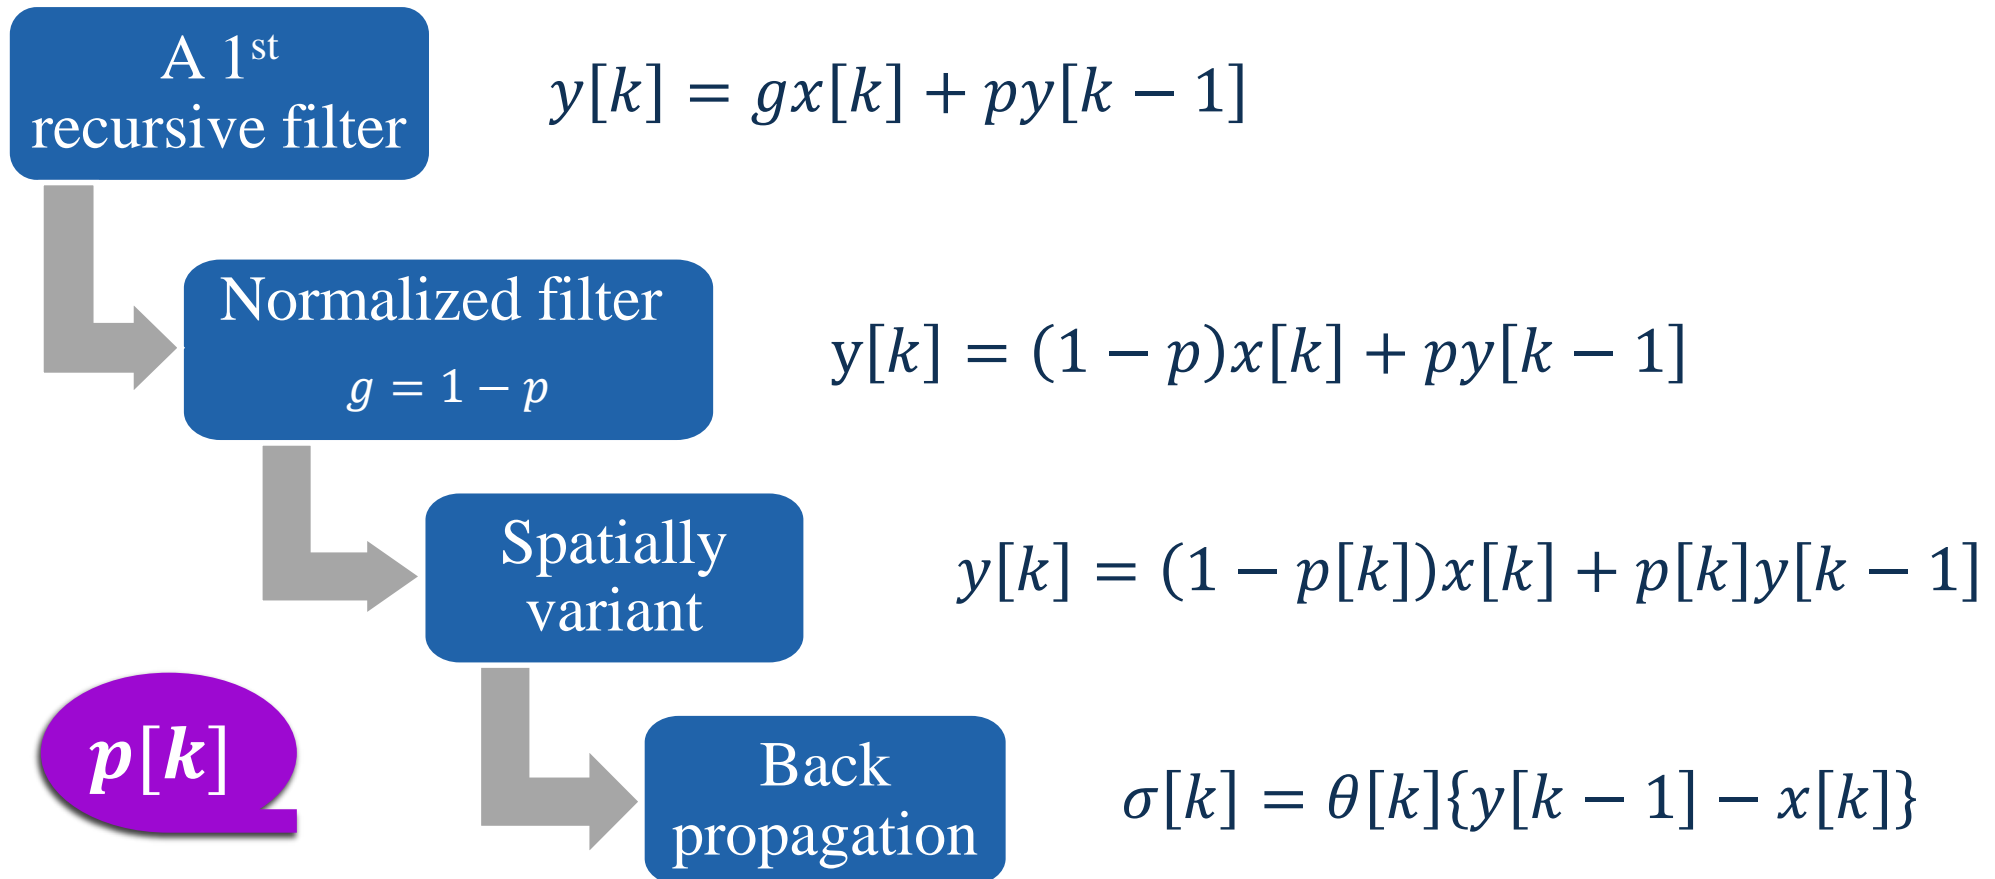 A 1st
recursive filter
y[k] = gx[k] + py[k − 1]
Normalized filter
g = 1 − p
y[k] = (1 − p)x[k] + py[k − 1]
Spatially
variant
y[k] = (1 − p[k])x[k] + p[k]y[k − 1]
p[k]
Back
propagation
σ[k] = θ[k]{y[k − 1] − x[k]}